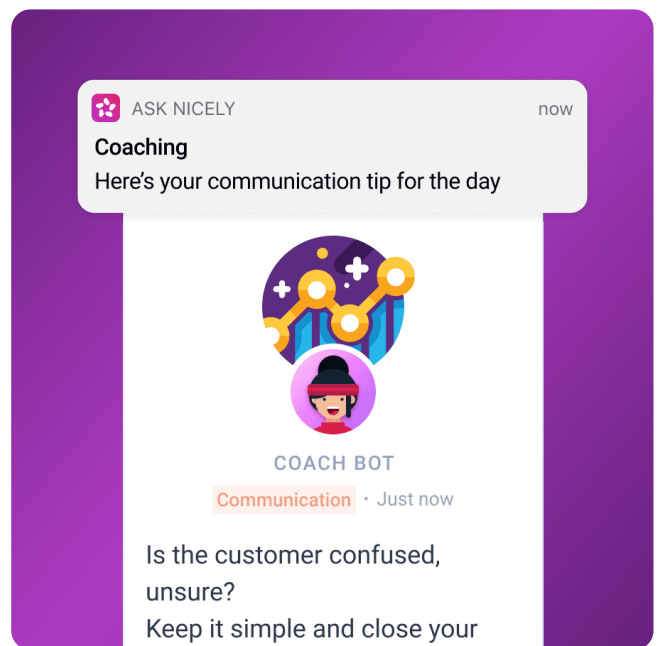 ASK NICELY now
Coaching
Here’s your communication tip for the day
COACH BOT
Communication · Just now
Is the customer confused,
unsure?
Keep it simple and close your